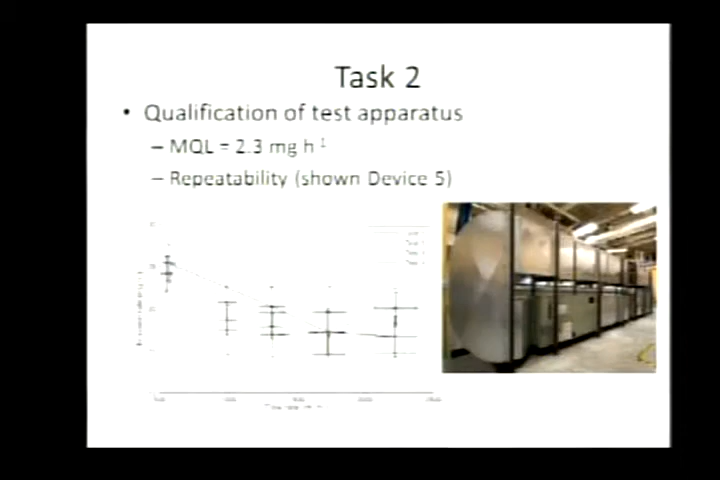 Task 2
• Qualification of test apparatus
– MQL = 2.3 mg h⁻¹
– Repeatability (shown Device 5)